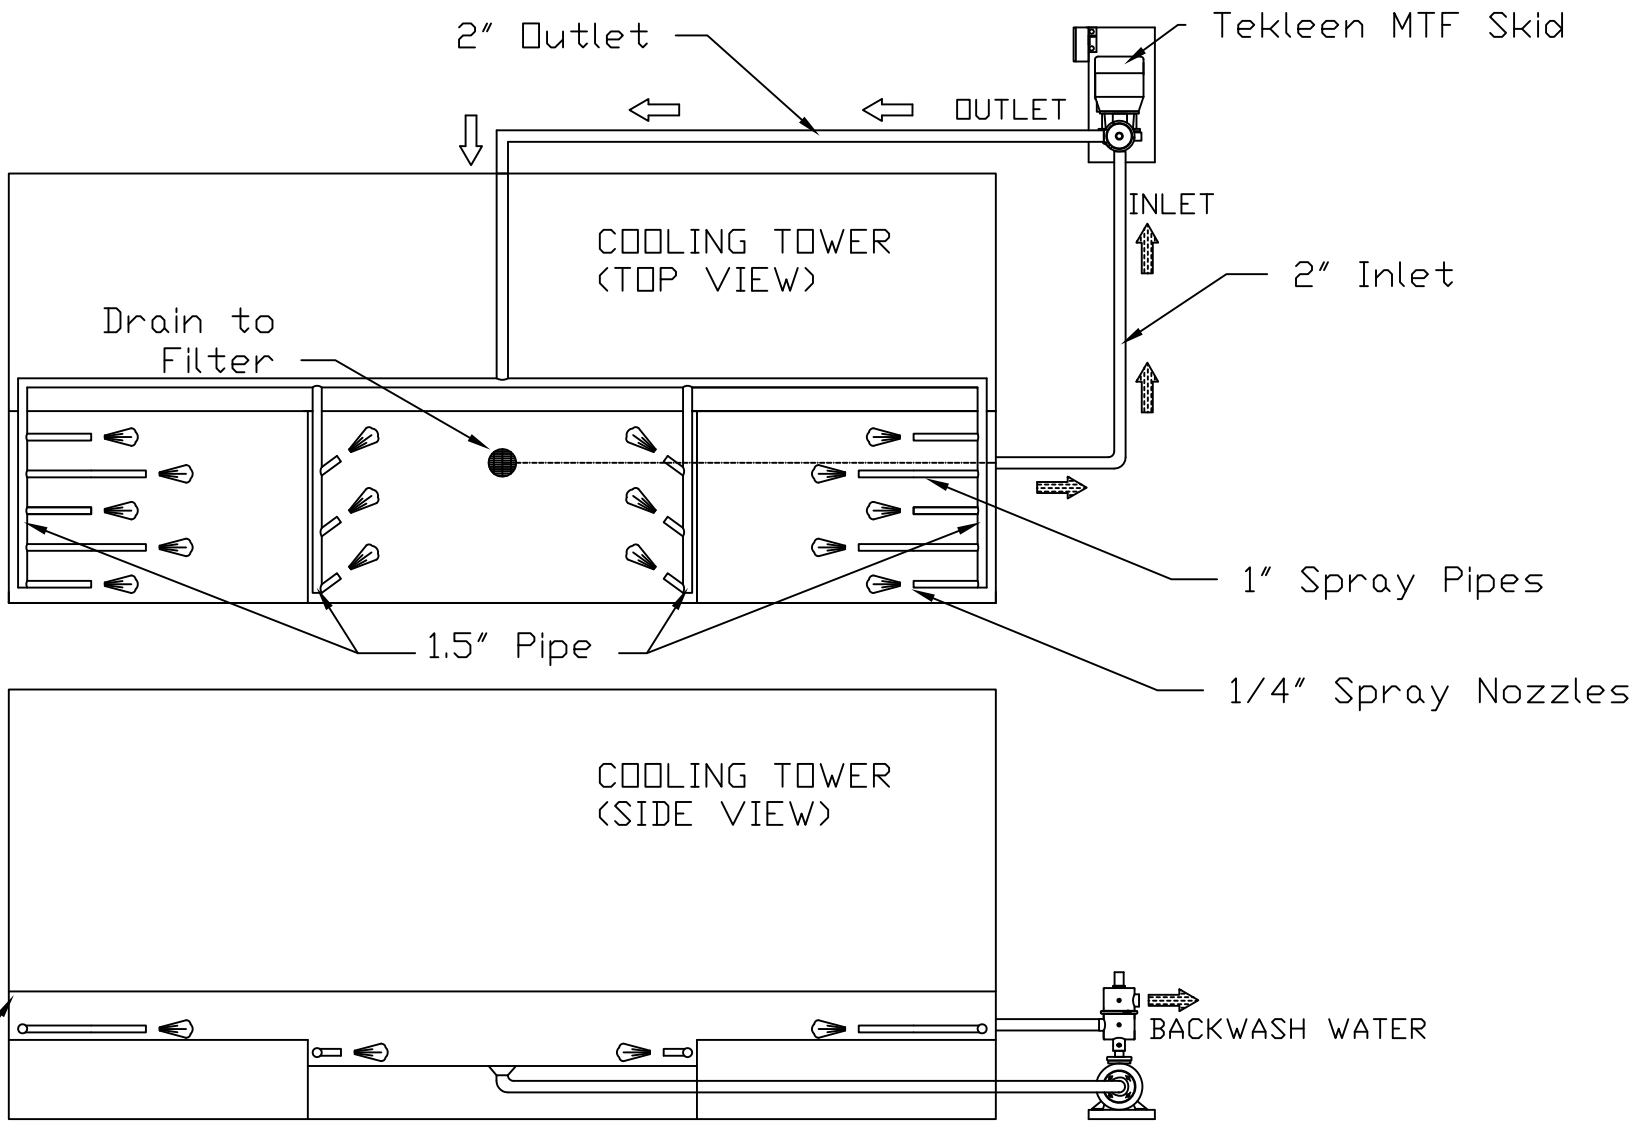 2" Outlet
Tekleen MTF Skid
OUTLET
INLET
COOLING TOWER
(TOP VIEW)
2" Inlet
Drain to
Filter
1" Spray Pipes
1.5" Pipe
1/4" Spray Nozzles
COOLING TOWER
(SIDE VIEW)
BACKWASH WATER